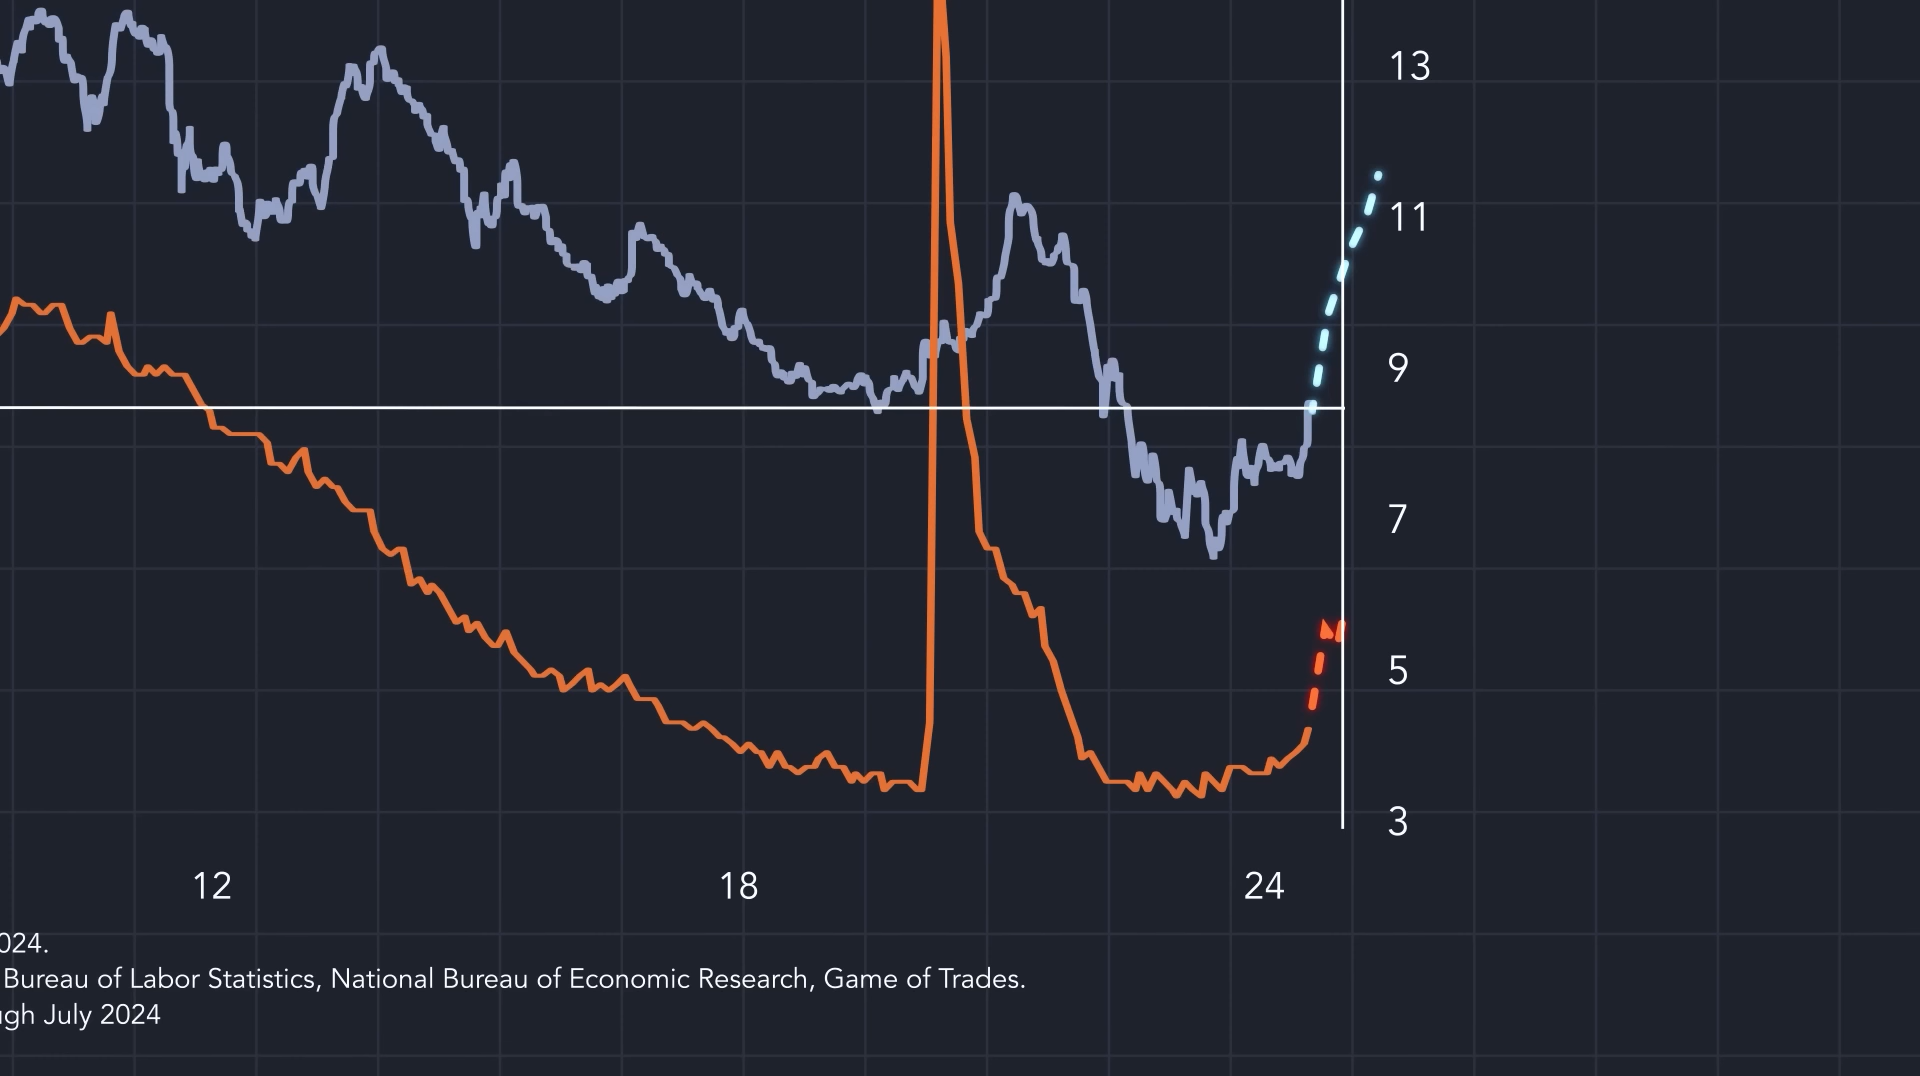 13
11
9
7
5
3
12 18 24
024.
Bureau of Labor Statistics, National Bureau of Economic Research, Game of Trades.
July 2024